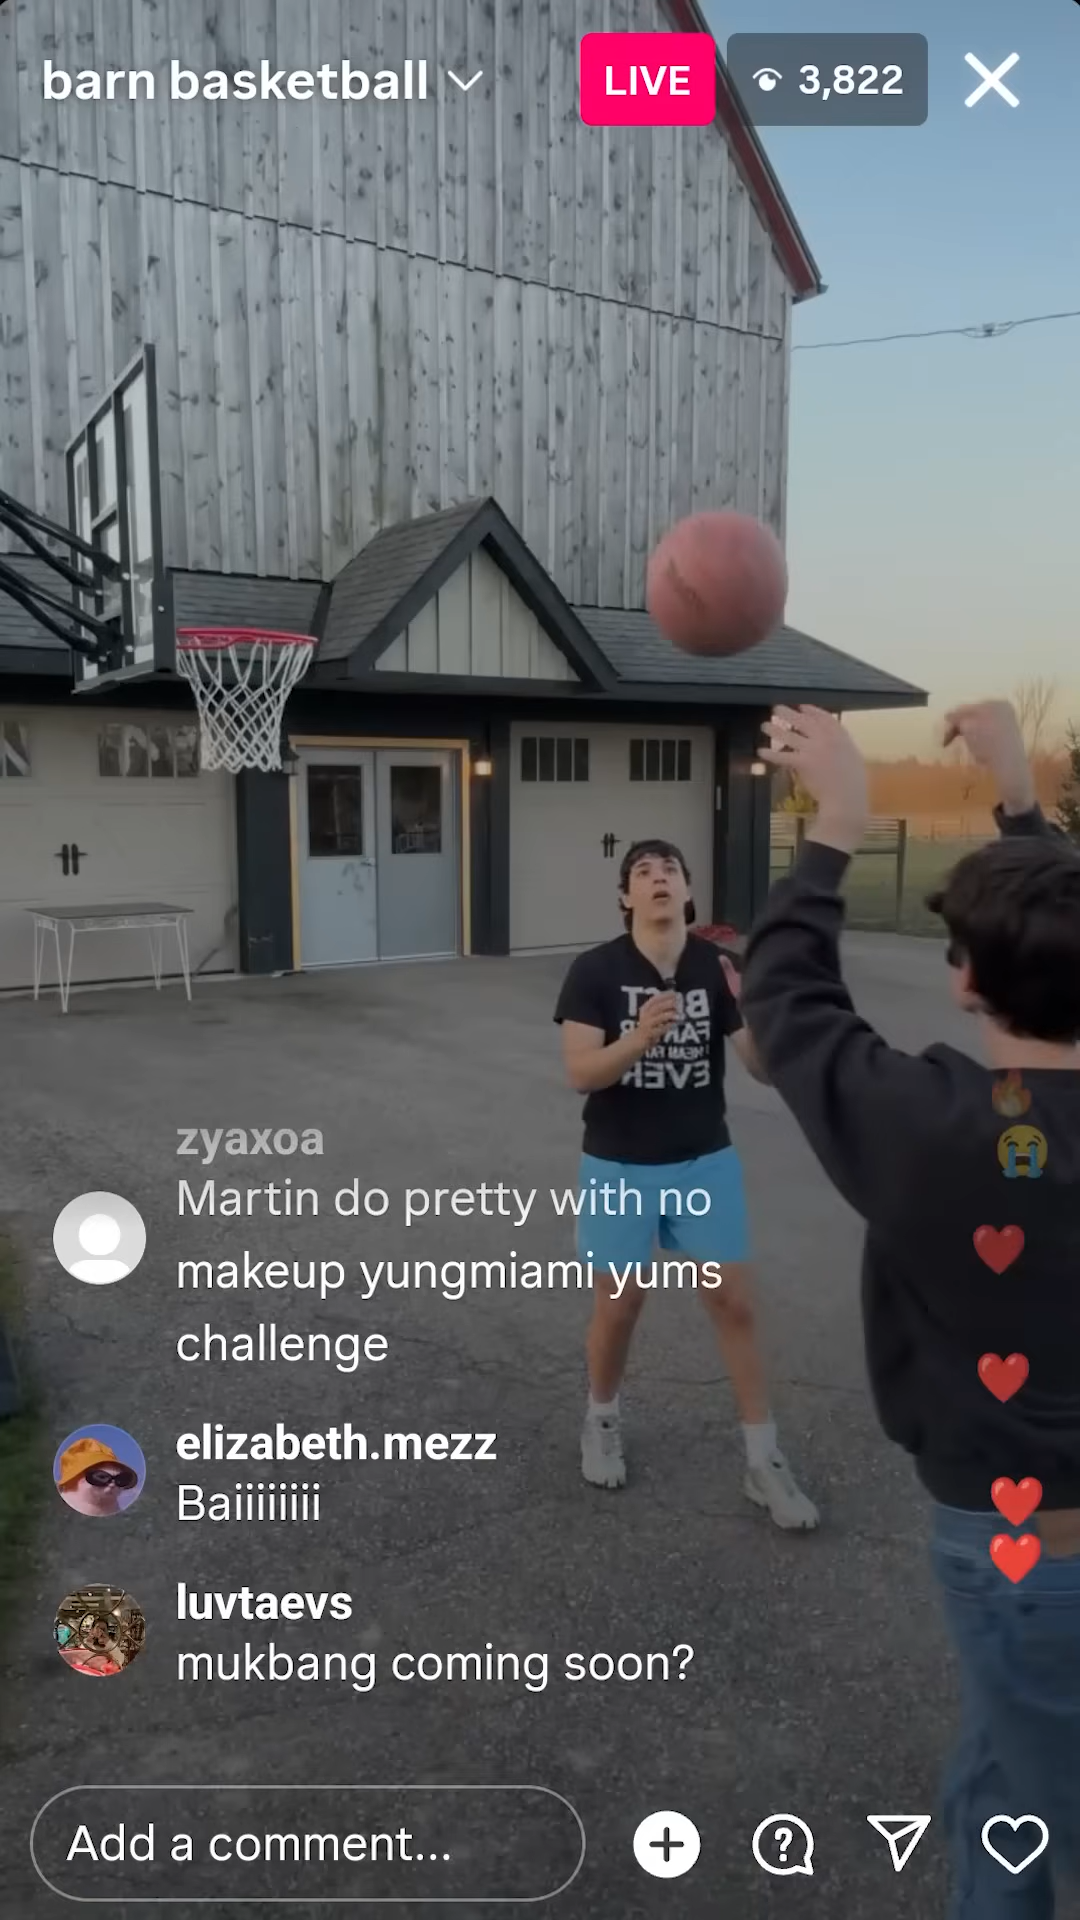 barn basketball
LIVE
3,822
zyaxoa
Martin do pretty with no
makeup yungmiami yums
challenge
elizabeth.mezz
Baiiiiiiii
luvtaevs
mukbang coming soon?
Add a comment...
EVER